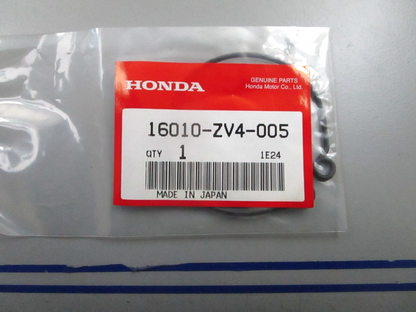 HONDA
GENUINE PARTS
Honda Motor Co., Ltd.
16010-ZV4-005
QTY 1 1E24
MADE IN JAPAN